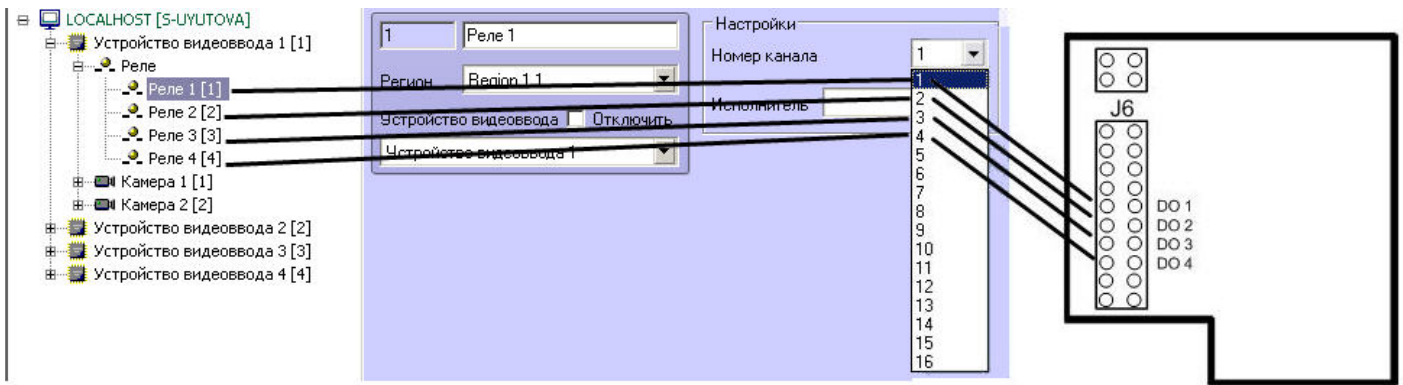 LOCALHOST [S-UYUTOVA]
Устройство видеоввода 1 [1]
Реле
Реле 1 [1]
Реле 2 [2]
Реле 3 [3]
Реле 4 [4]
Камера 1 [1]
Камера 2 [2]
Устройство видеоввода 2 [2]
Устройство видеоввода 3 [3]
Устройство видеоввода 4 [4]
1
Реле 1
Регион
Region 1.1
Устройство видеоввода
Отключить
Устройство видеоввода 1
Настройки
Номер канала
1
Исполнитель
1
2
3
4
5
6
7
8
9
10
11
12
13
14
15
16
J6
DO 1
DO 2
DO 3
DO 4